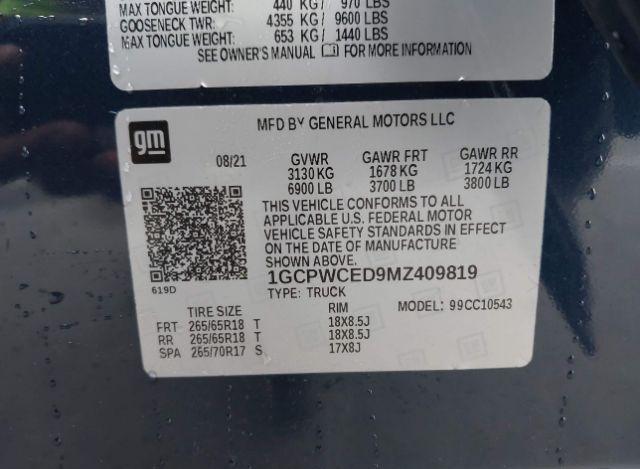 MAX TONGUE WEIGHT: 440 KG/ 970 LBS
GOOSENECK TWR: 4355 KG/ 9600 LBS
MAX TONGUE WEIGHT: 653 KG/ 1440 LBS
SEE OWNER'S MANUAL FOR MORE INFORMATION
gm
MFD BY GENERAL MOTORS LLC
08/21 GVWR GAWR FRT GAWR RR
3130 KG 1678 KG 1724 KG
6900 LB 3700 LB 3800 LB
THIS VEHICLE CONFORMS TO ALL
APPLICABLE U.S. FEDERAL MOTOR
VEHICLE SAFETY STANDARDS IN EFFECT
ON THE DATE OF MANUFACTURE
SHOWN ABOVE.
619D
1GCPWCED9MZ409819
TYPE: TRUCK MODEL: 99CC10543
TIRE SIZE RIM
FRT 265/65R18 T 18X8.5J
RR 265/65R18 T 18X8.5J
SPA 265/70R17 S 17X8J